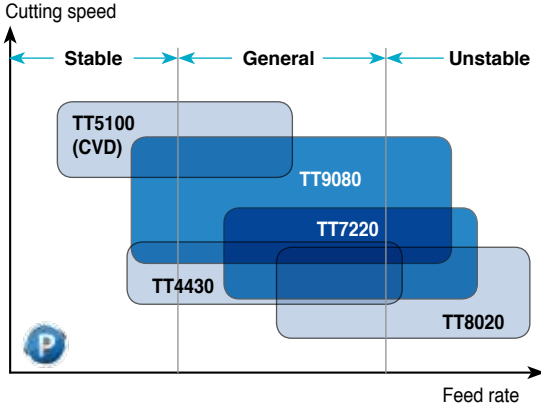 Cutting speed
Stable
General
Unstable
TT5100
(CVD)
TT9080
TT7220
TT4430
TT8020
P
Feed rate